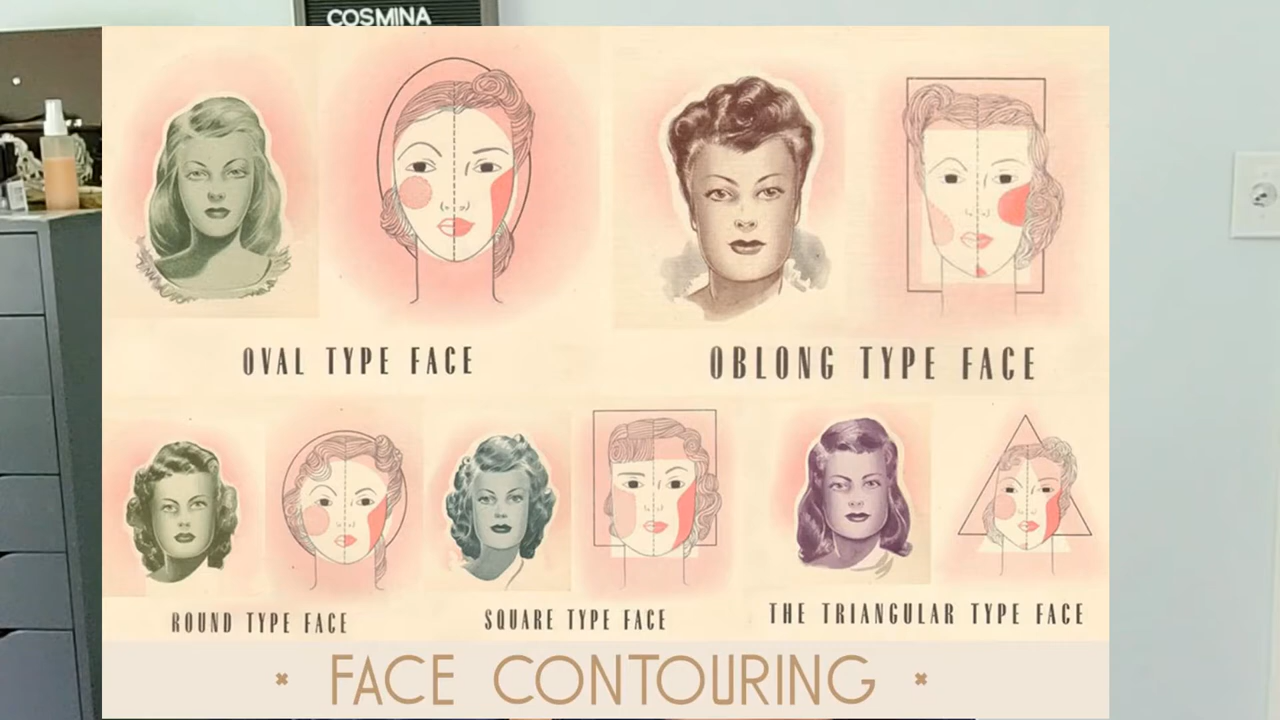 COSMINA
OVAL TYPE FACE
OBLONG TYPE FACE
ROUND TYPE FACE
SQUARE TYPE FACE
THE TRIANGULAR TYPE FACE
FACE CONTOURING